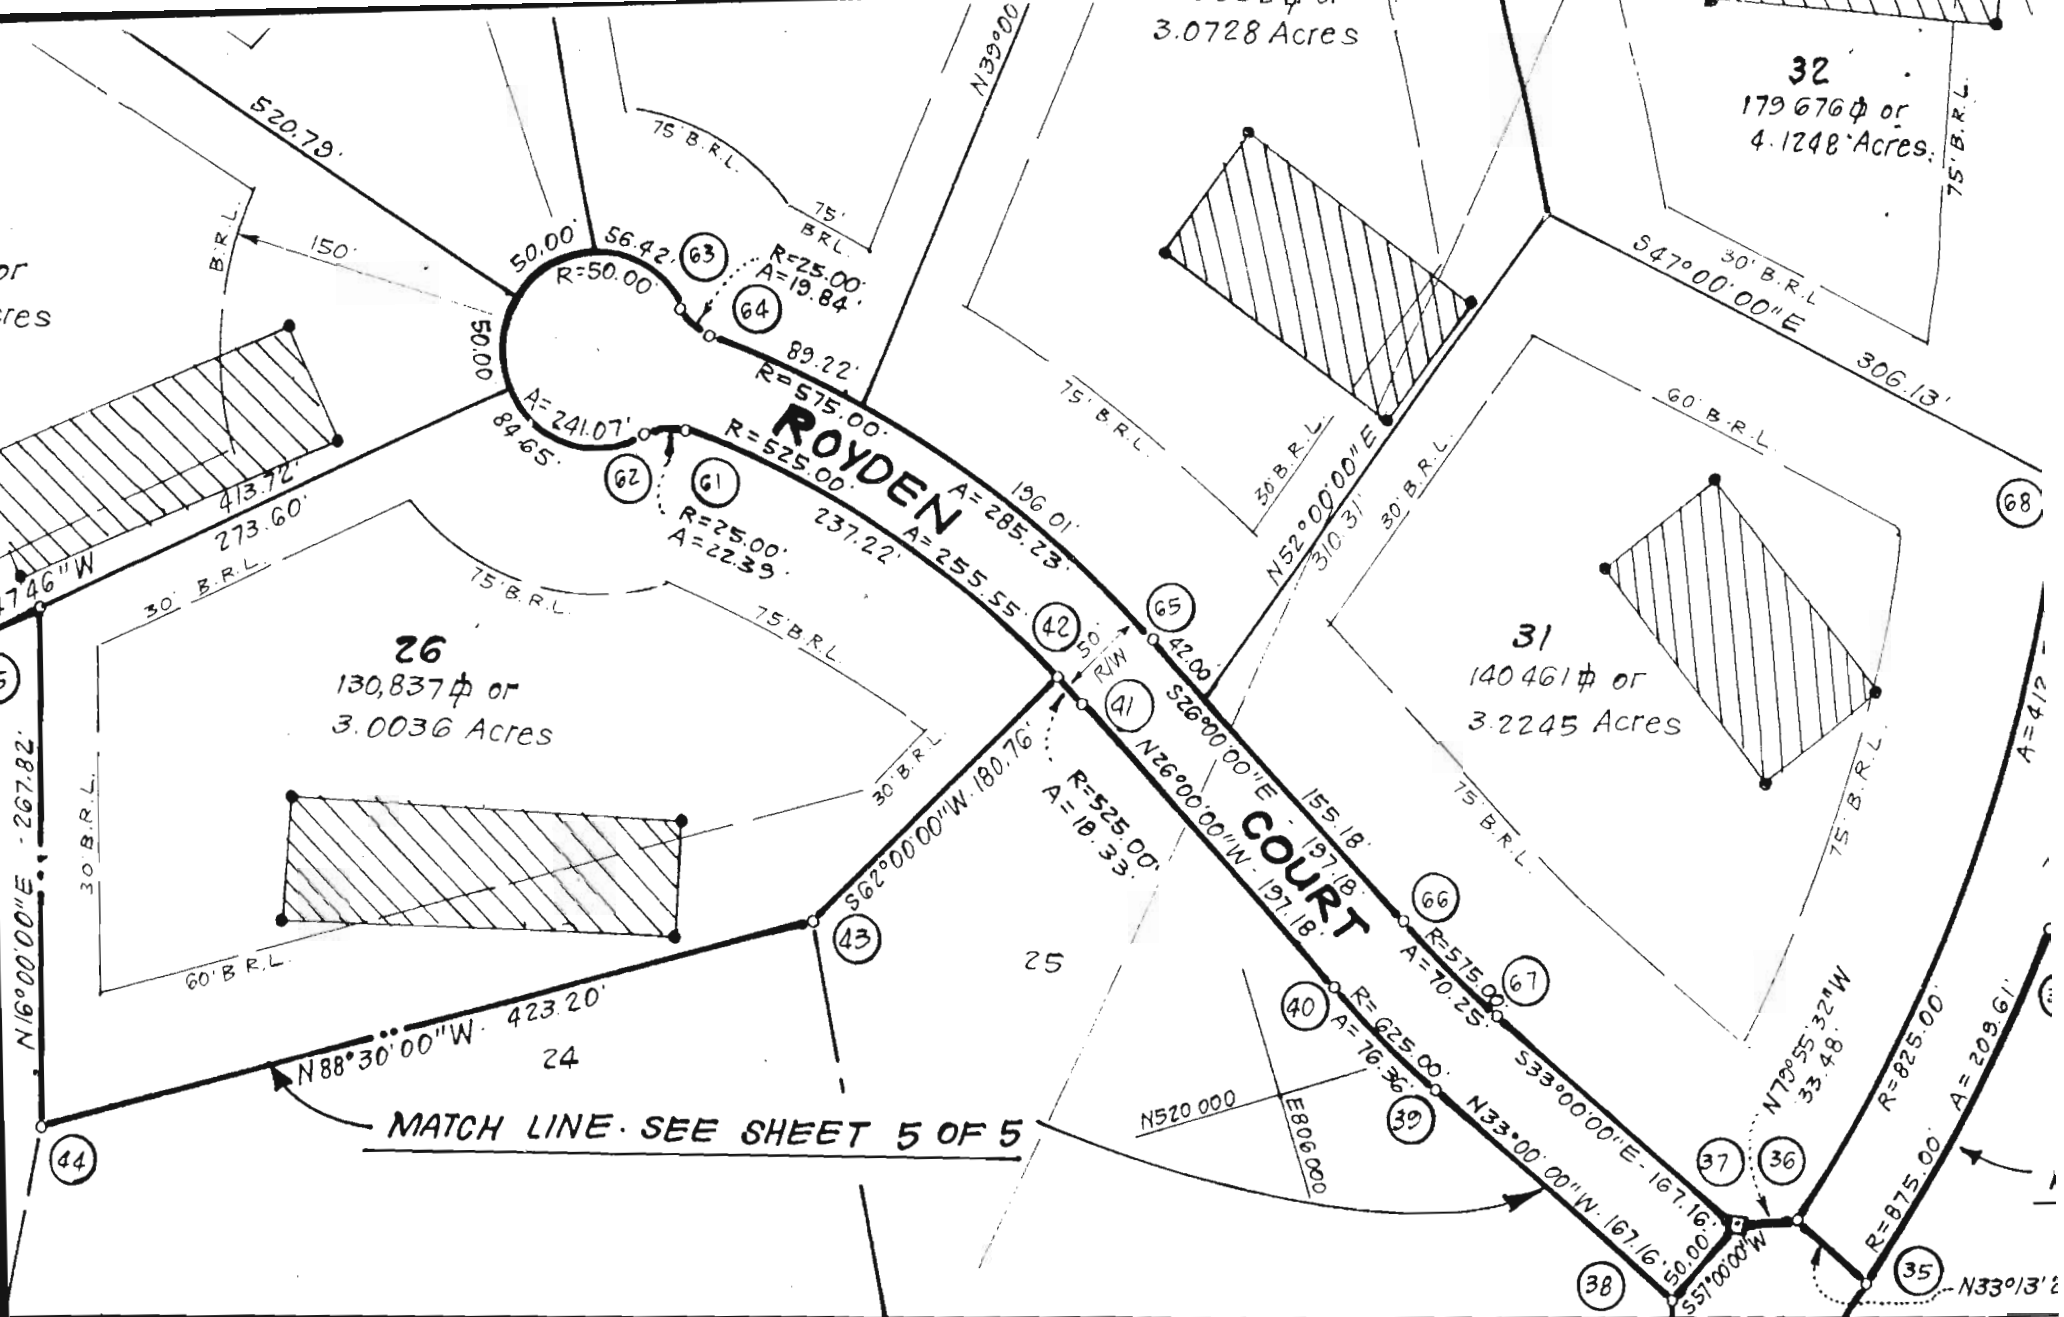 3.0728 Acres
32
179 676 ⏀ or
4.1248 Acres.
75' B.R.L.
N39°00
520.79'
75' B.R.L.
75'
BRL.
B.R.L.
150'
or
cres
50.00'
56.42'
R=50.00'
63
R=25.00'
A=19.84'
64
S47°00'00"E
30' B.R.L
306.13'
50.00
89.22'
R=575.00'
A=241.07'
84.65'
R=525.00'
ROYDEN
75' B.R.L.
60' B.R.L.
30' B.R.L.
N52°00'00"E
310.31'
30' B.R.L.
68
413.72'
273.60'
47'46"W
62
61
R=25.00'
A=22.39'
237.22'
A=255.55'
A=285.23'
196.01'
30' B.R.L.
75' B.R.L.
75' B.R.L.
42
65
50'
R/W
42.00'
26
130,837 ⏀ or
3.0036 Acres
31
140 461 ⏀ or
3.2245 Acres
41
S26°00'00"E - 197.18'
155.18'
N26°00'00"W - 197.18'
COURT
R=525.00'
A=18.33'
S62°00'00"W. 180.76'
30' B.R.L.
N16°00'00"E - 267.82'
30' B.R.L.
75' B.R.L.
75' B.R.L.
A=412
60' B.R.L.
43
25
66
R=575.00'
A=70.25'
67
40
R=625.00'
A=76.36'
39
N88°30'00"W. 423.20'
24
MATCH LINE. SEE SHEET 5 OF 5
44
N520 000
E806000
S33°00'00"E - 167.16'
N33°00'00"W. 167.16'
N79°55'32"W
33.48'
37
36
R=825.00'
A=209.61'
R=875.00'
50.00'
S57°00'00"W
38
35
N33°13'2